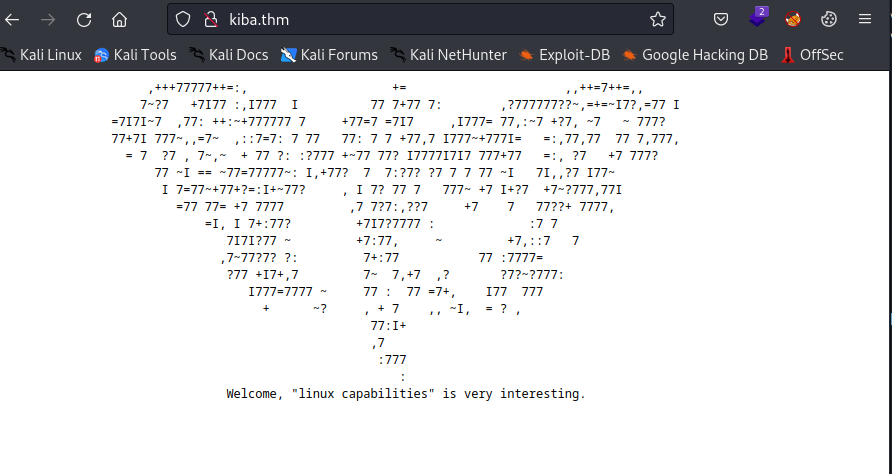 kiba.thm
2
Kali Linux Kali Tools Kali Docs Kali Forums Kali NetHunter Exploit-DB Google Hacking DB OffSec
,+++77777++=:, += ,,++=7++=,,
7~?7 +7I77 :,I777 I 77 7+77 7: ,?777777??~,=+=~I7?,=77 I
=7I7I~7 ,77: ++:~+777777 7 +77=7 =7I7 ,I777= 77,:~7 +?7, ~7 ~ 777?
77+7I 777~,,=7~ ,::7=7: 7 77 77: 7 7 +77,7 I777~+777I= =:,77,77 77 7,777,
= 7 ?7 , 7~,~ + 77 ?: :?777 +~77 77? I7777I7I7 777+77 =:, ?7 +7 777?
77 ~I == ~77=77777~: I,+77? 7 7:?7? ?7 7 7 77 ~I 7I,,?7 I77~
I 7=77~+77+?=:I+~77? , I 7? 77 7 777~ +7 I+?7 +7~?777,77I
=77 77= +7 7777 ,7 7?7:,??7 +7 7 77??+ 7777,
=I, I 7+:77? +7I7?7777 : :7 7
7I7I?77 ~ +7:77, ~ +7,::7 7
,7~77?7? ?: 7+:77 77 :7777=
?77 +I7+,7 7~ 7,+7 ,? ?7?~?777:
I777=7777 ~ 77 : 77 =7+, I77 777
+ ~? , + 7 ,, ~I, = ? ,
77:I+
,7
:777
:
Welcome, "linux capabilities" is very interesting.